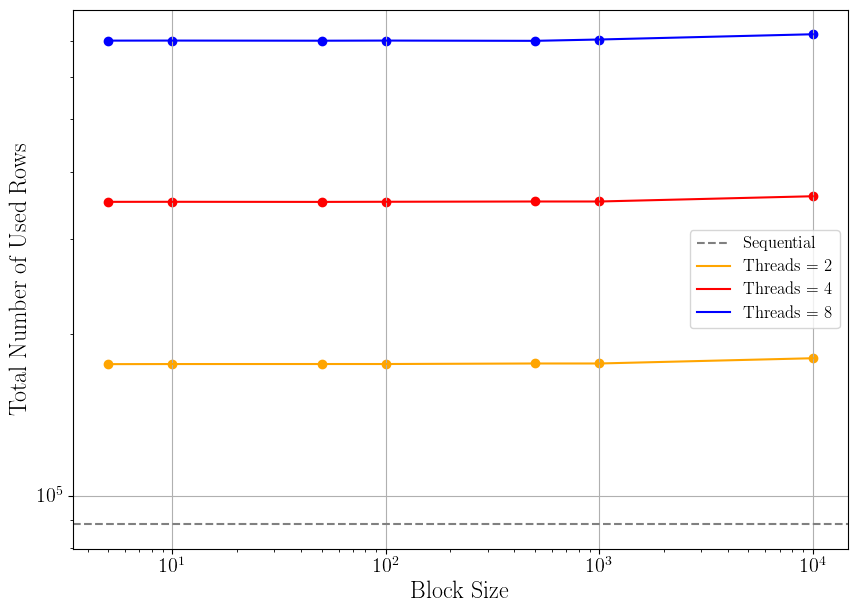 Total Number of Used Rows
10^5
Sequential
Threads = 2
Threads = 4
Threads = 8
10^1 10^2 10^3 10^4
Block Size